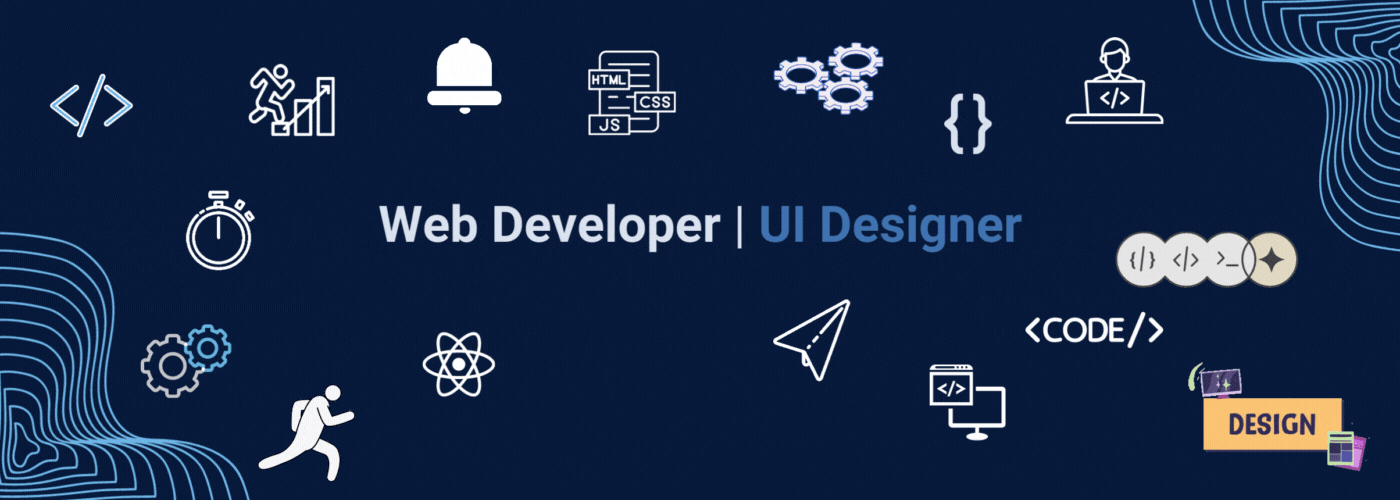 </>
HTML
CSS
JS
{ }
</>
Web Developer | UI Designer
{/}
</>
>_
<CODE/>
</>
DESIGN